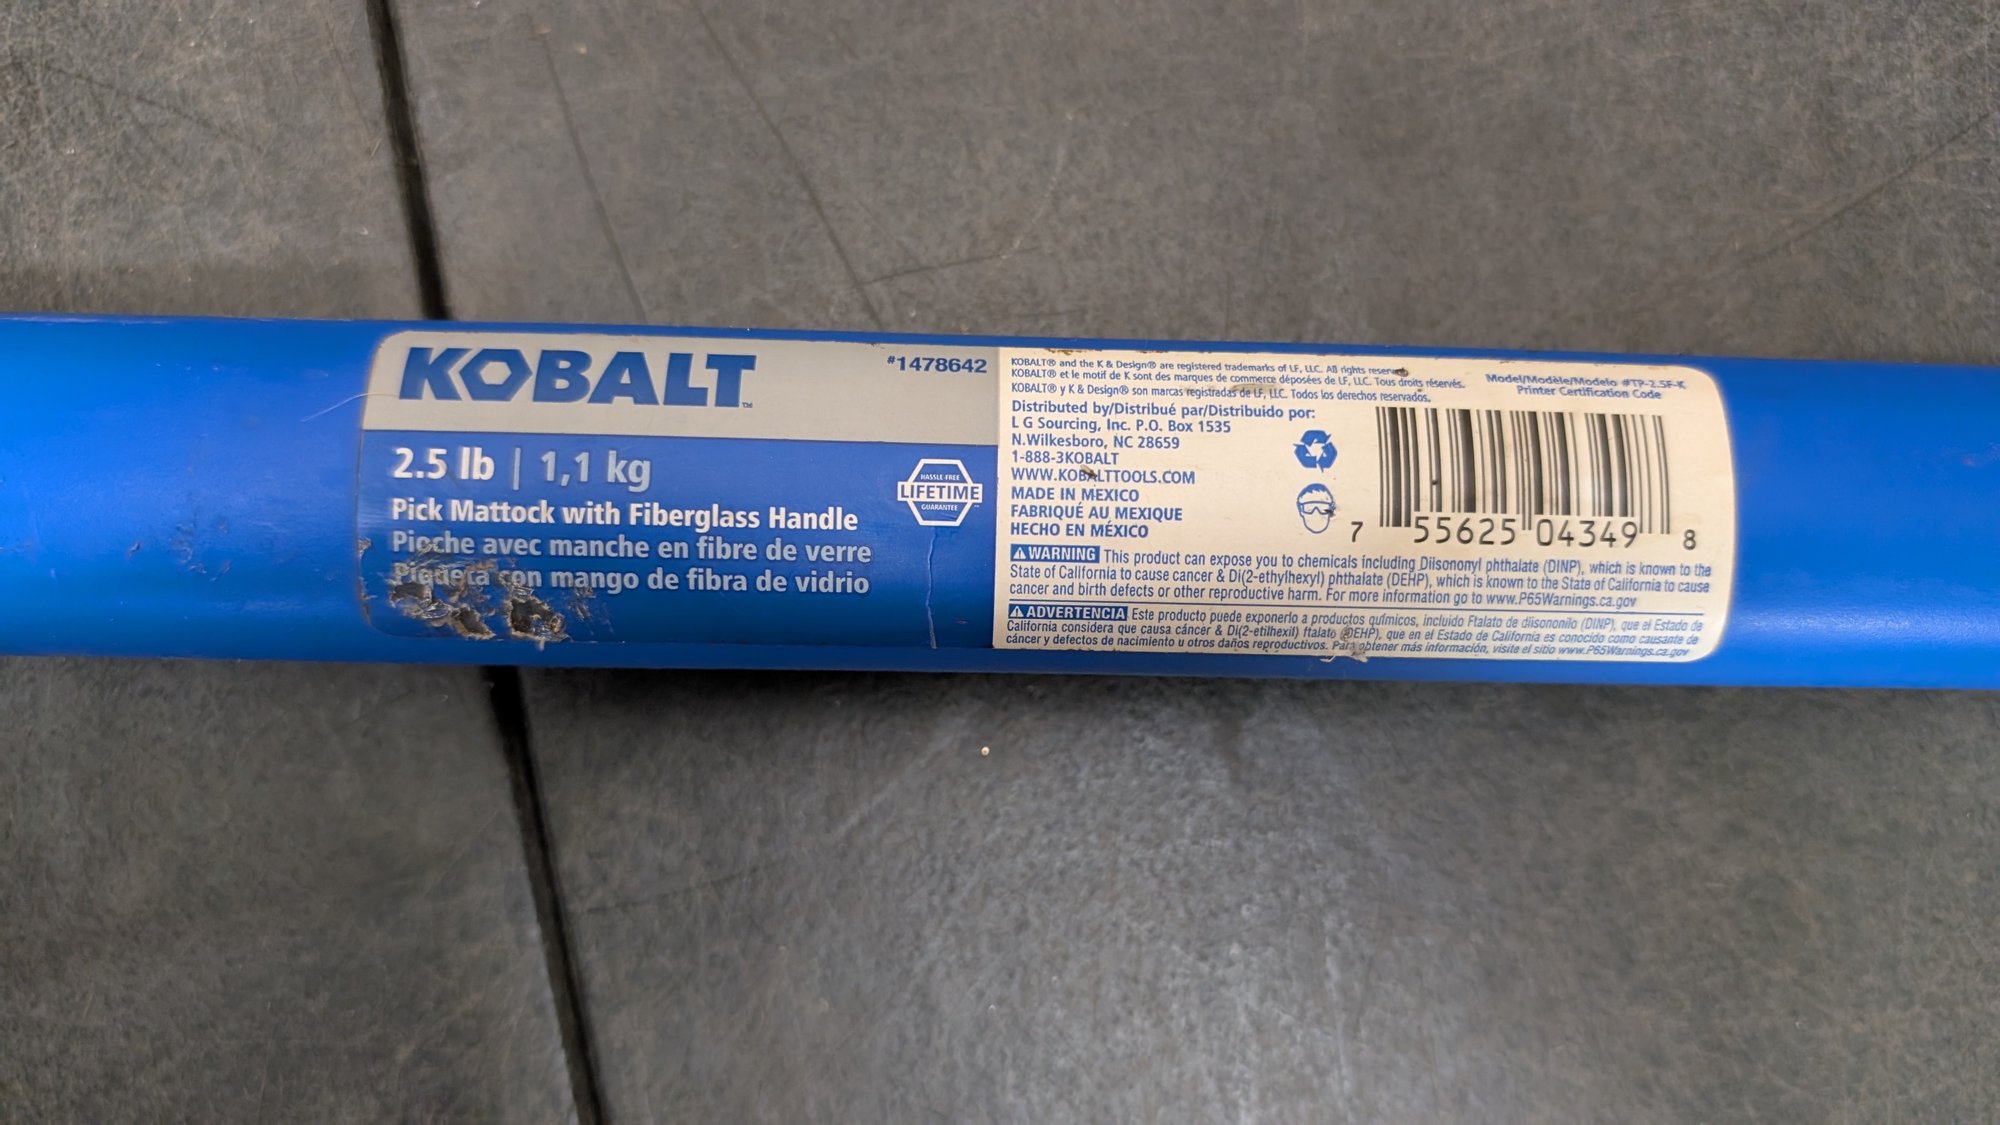 KOBALT™
#1478642
2.5 lb | 1,1 kg
Pick Mattock with Fiberglass Handle
Pioche avec manche en fibre de verre
Piqueta con mango de fibra de vidrio
HASSLE FREE
LIFETIME
GUARANTEE
KOBALT® and the K & Design® are registered trademarks of LF, LLC. All rights reserved.
KOBALT® et le motif de K sont des marques de commerce déposées de LF, LLC. Tous droits réservés.
KOBALT® y K & Design® son marcas registradas de LF, LLC. Todos los derechos reservados.
Distributed by/Distribué par/Distribuido por:
L G Sourcing, Inc. P.O. Box 1535
N.Wilkesboro, NC 28659
1-888-3KOBALT
WWW.KOBALTTOOLS.COM
MADE IN MEXICO
FABRIQUÉ AU MEXIQUE
HECHO EN MÉXICO
Model/Modèle/Modelo #TP-2.5F-K
Printer Certification Code
7 55625 04349 8
WARNING This product can expose you to chemicals including Diisononyl phthalate (DINP), which is known to the
State of California to cause cancer & Di(2-ethylhexyl) phthalate (DEHP), which is known to the State of California to cause
cancer and birth defects or other reproductive harm. For more information go to www.P65Warnings.ca.gov
ADVERTENCIA Este producto puede exponerlo a productos químicos, incluido Ftalato de diisononilo (DINP), que el Estado de
California considera que causa cáncer & Di(2-etilhexil) ftalato (DEHP), que en el Estado de California es conocido como causante de
cáncer y defectos de nacimiento u otros daños reproductivos. Para obtener más información, visite el sitio www.P65Warnings.ca.gov